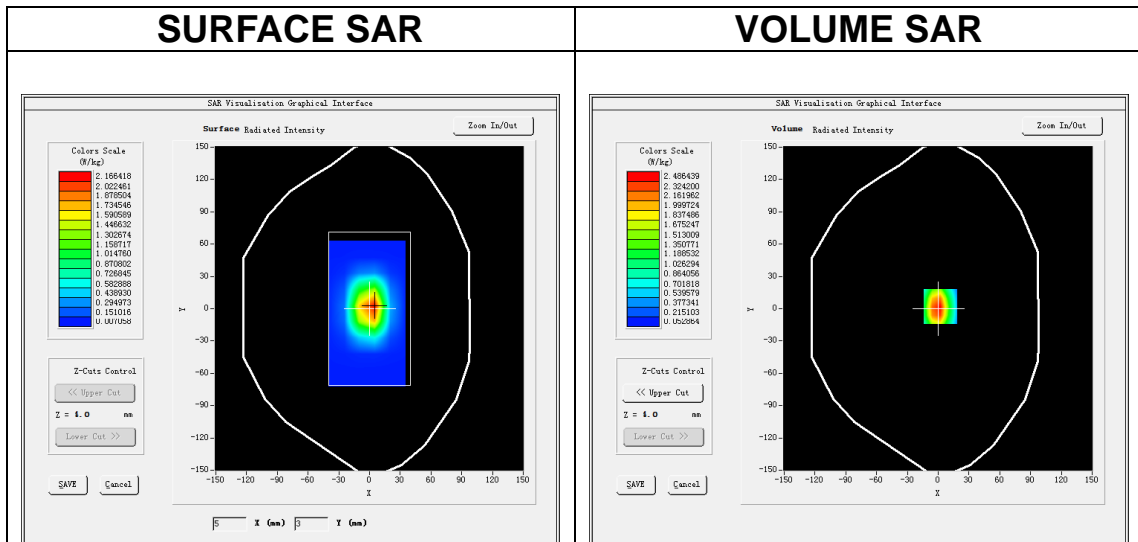 SURFACE SAR
VOLUME SAR
SAR Visualisation Graphical Interface
Surface Radiated Intensity
Zoom In/Out
Colors Scale
(W/kg)
2.166418
2.022461
1.878504
1.734546
1.590589
1.446632
1.302674
1.158717
1.014760
0.870802
0.726845
0.582888
0.438930
0.294973
0.151016
0.007058
150
90
60
30
0
-30
-60
-90
-120
-150
-150 -120 -90 -60 -30 0 30 60 90 120 150
Y
X
Z-Cuts Control
<< Upper Cut
Z = 4.0 mm
Lower Cut >>
SAVE Cancel
5 X (mm) 3 Y (mm)
SAR Visualisation Graphical Interface
Volume Radiated Intensity
Zoom In/Out
Colors Scale
(W/kg)
2.486439
2.324200
2.161962
1.999724
1.837486
1.675247
1.513009
1.350771
1.188532
1.026294
0.864056
0.701818
0.539579
0.377341
0.215103
0.052864
150
90
60
30
0
-30
-60
-90
-120
-150
-150 -120 -90 -60 -30 0 30 60 90 120 150
Y
X
Z-Cuts Control
<< Upper Cut
Z = 4.0 mm
Lower Cut >>
SAVE Cancel